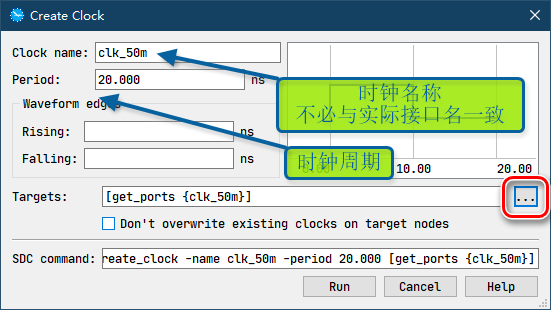 Create Clock
Clock name: clk_50m
Period: 20.000 ns
时钟名称
不必与实际接口名一致
Waveform edges
Rising: ns
时钟周期
Falling: ns
10.00 20.00
Targets: [get_ports {clk_50m}] ...
Don't overwrite existing clocks on target nodes
SDC command: reate_clock -name clk_50m -period 20.000 [get_ports {clk_50m}]
Run Cancel Help